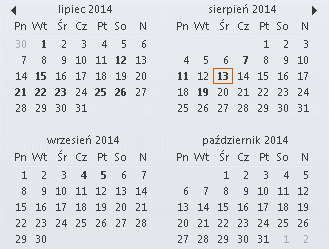 lipiec 2014 sierpień 2014
Pn Wt Śr Cz Pt So N Pn Wt Śr Cz Pt So N
30 1 2 3 4 5 6 1 2 3
7 8 9 10 11 12 13 4 5 6 7 8 9 10
14 15 16 17 18 19 20 11 12 13 14 15 16 17
21 22 23 24 25 26 27 18 19 20 21 22 23 24
28 29 30 31 25 26 27 28 29 30 31
wrzesień 2014 październik 2014
Pn Wt Śr Cz Pt So N Pn Wt Śr Cz Pt So N
1 2 3 4 5 6 7 1 2 3 4 5
8 9 10 11 12 13 14 6 7 8 9 10 11 12
15 16 17 18 19 20 21 13 14 15 16 17 18 19
22 23 24 25 26 27 28 20 21 22 23 24 25 26
29 30 27 28 29 30 31 1 2